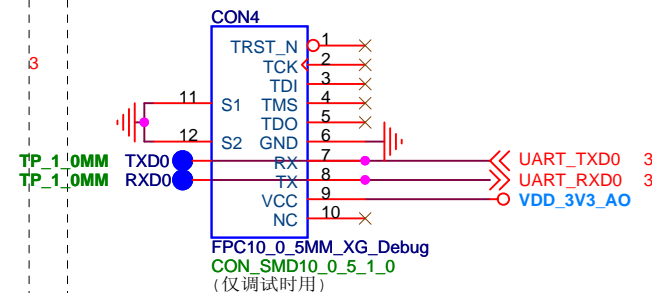 CON4
3
TRST_N 1
TCK 2
TDI 3
11 S1 TMS 4
TDO 5
12 S2 GND 6
TP_1_0MM TXD0 RX 7 UART_TXD0 3
TP_1_0MM RXD0 TX 8 UART_RXD0 3
VCC 9 VDD_3V3_AO
NC 10
FPC10_0_5MM_XG_Debug
CON_SMD10_0_5_1_0
(仅调试时用)